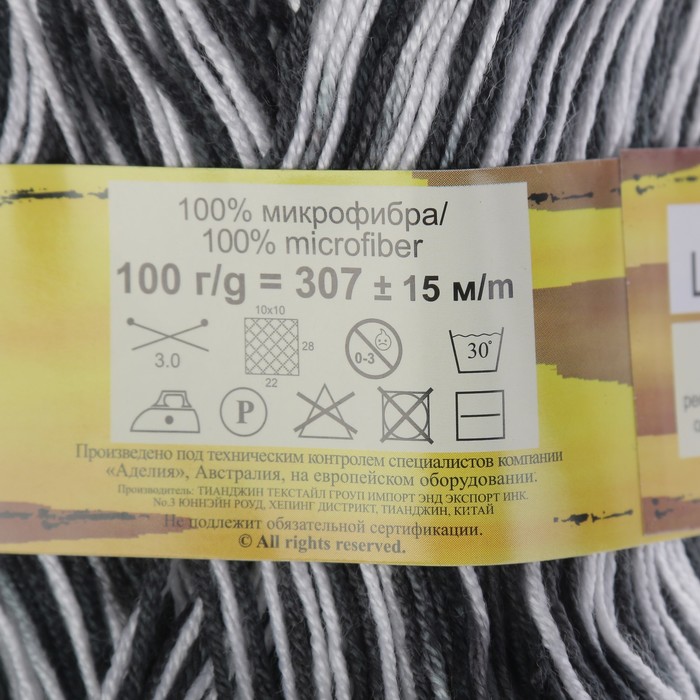 100% микрофибра/
100% microfiber
100 г/g = 307 ± 15 м/m
3.0
10x10
28
22
0-3
30°
P
Произведено под техническим контролем специалистов компании
«Аделия», Австралия, на европейском оборудовании.
Производитель: ТИАНДЖИН ТЕКСТАЙЛ ГРОУП ИМПОРТ ЭНД ЭКСПОРТ ИНК.
No.3 ЮННЭЙН РОУД, ХЕПИНГ ДИСТРИКТ, ТИАНДЖИН, КИТАЙ
Не подлежит обязательной сертификации.
© All rights reserved.